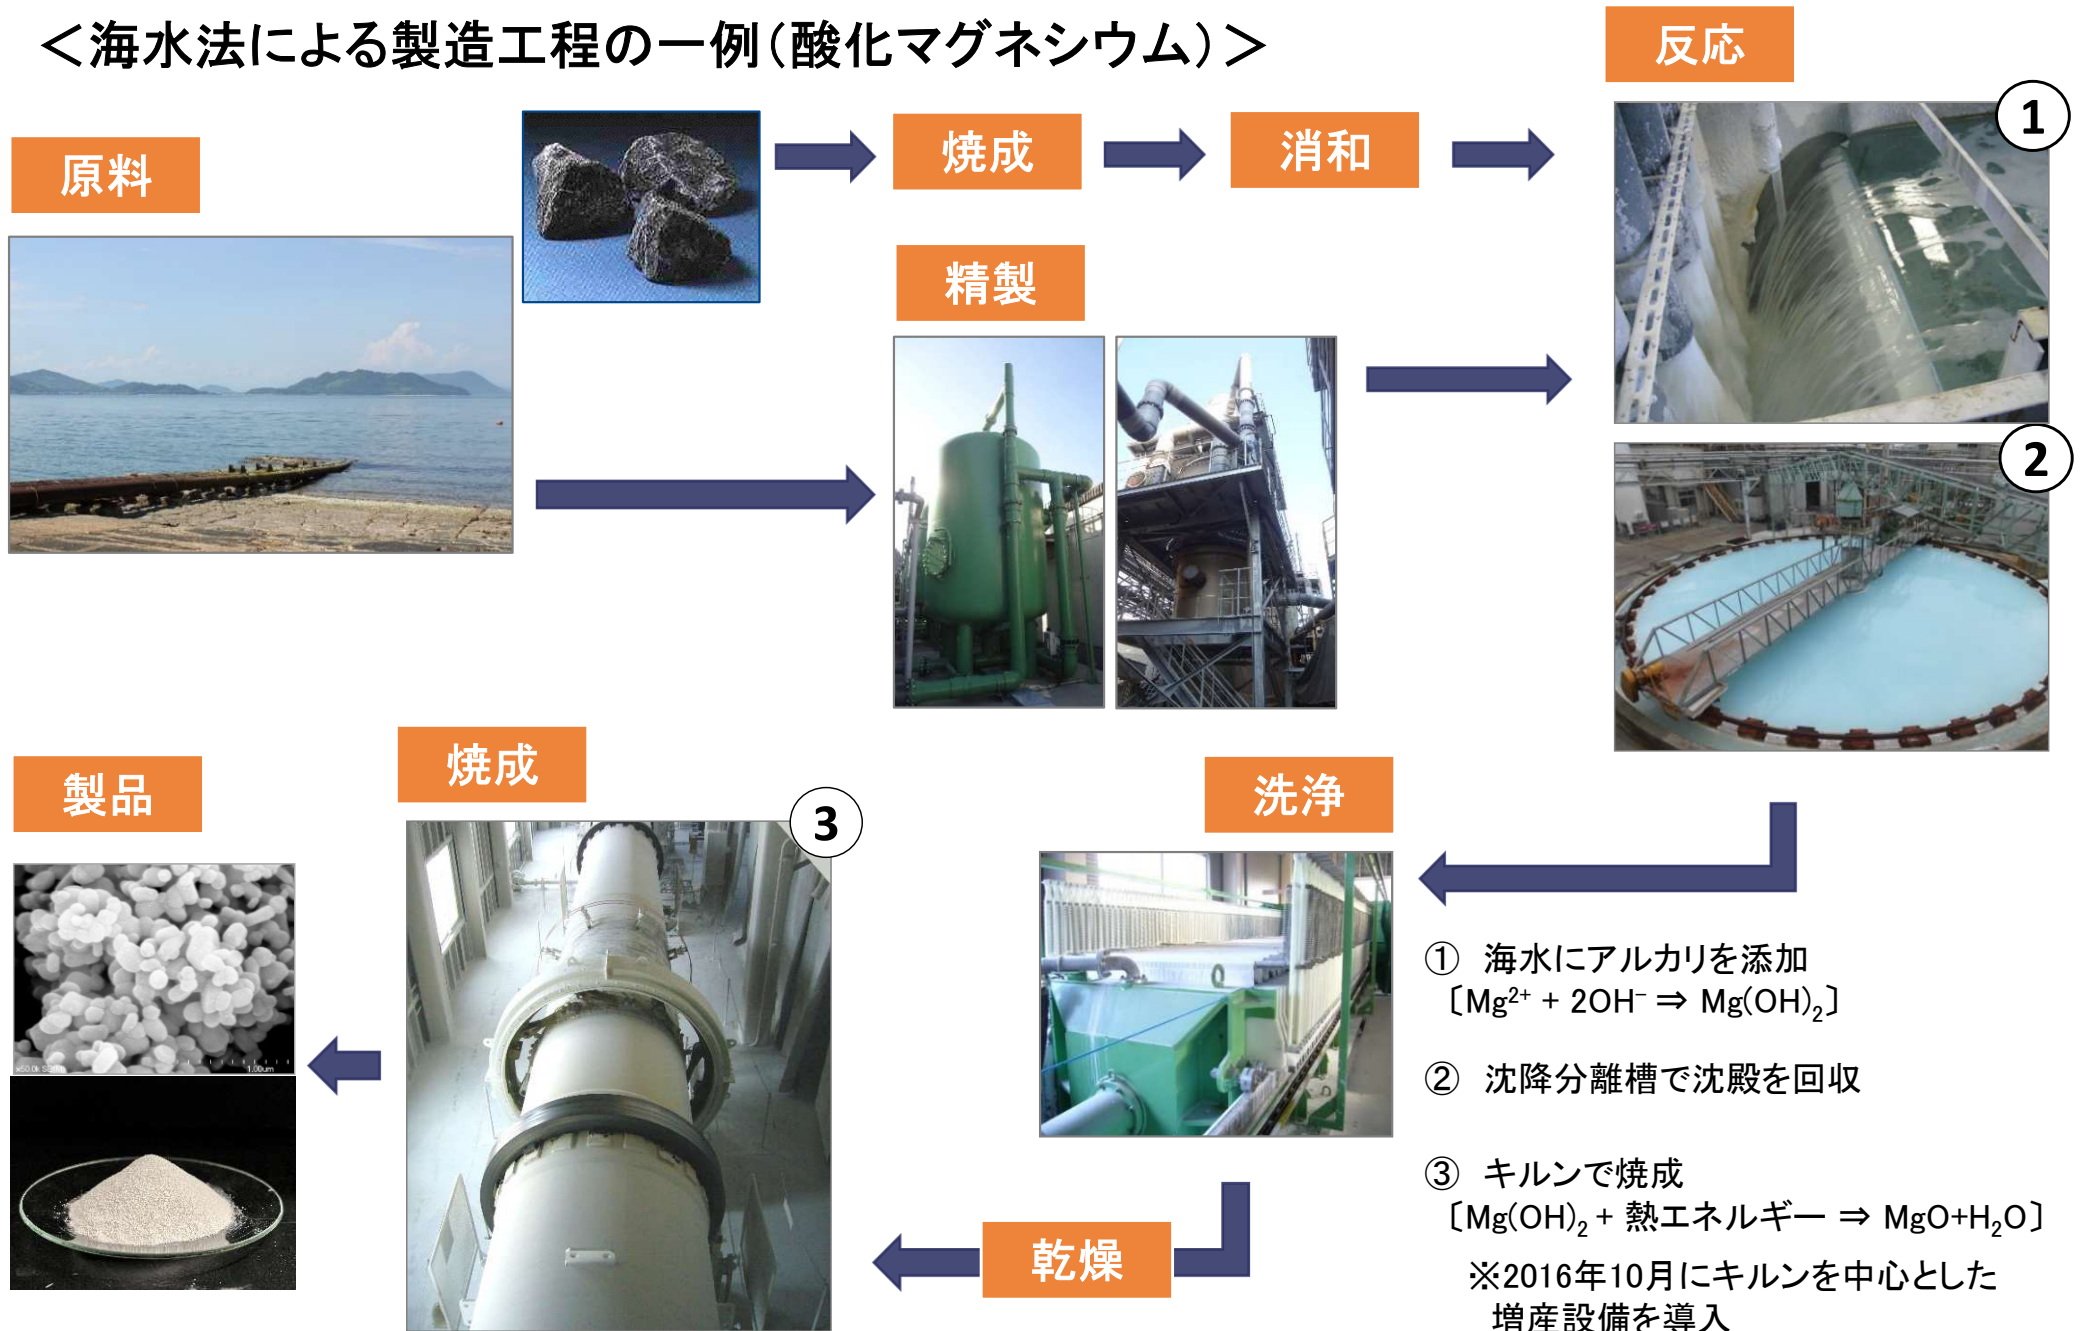 ＜海水法による製造工程の一例（酸化マグネシウム）＞
原料
焼成
消和
反応
①
精製
②
製品
x50.0k SE
1.00um
焼成
③
洗浄
乾燥
① 海水にアルカリを添加
〔Mg²⁺ + 2OH⁻ ⇒ Mg(OH)₂〕
② 沈降分離槽で沈殿を回収
③ キルンで焼成
〔Mg(OH)₂ + 熱エネルギー ⇒ MgO+H₂O〕
※2016年10月にキルンを中心とした
増産設備を導入